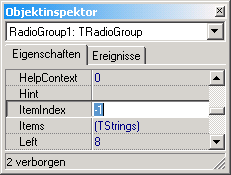 Objektinspektor
RadioGroup1: TRadioGroup
Eigenschaften Ereignisse
HelpContext 0
Hint
ItemIndex -1
Items (TStrings)
Left 8
2 verborgen